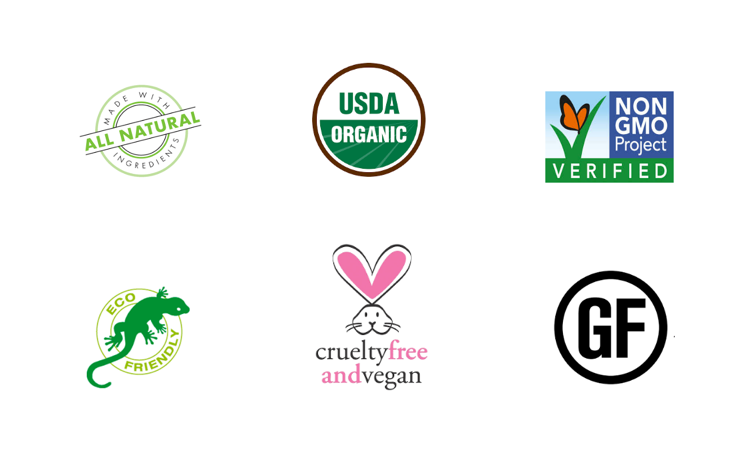 MADE WITH
ALL NATURAL
INGREDIENTS
USDA
ORGANIC
NON
GMO
Project
VERIFIED
ECO
FRIENDLY
crueltyfree
andvegan
GF